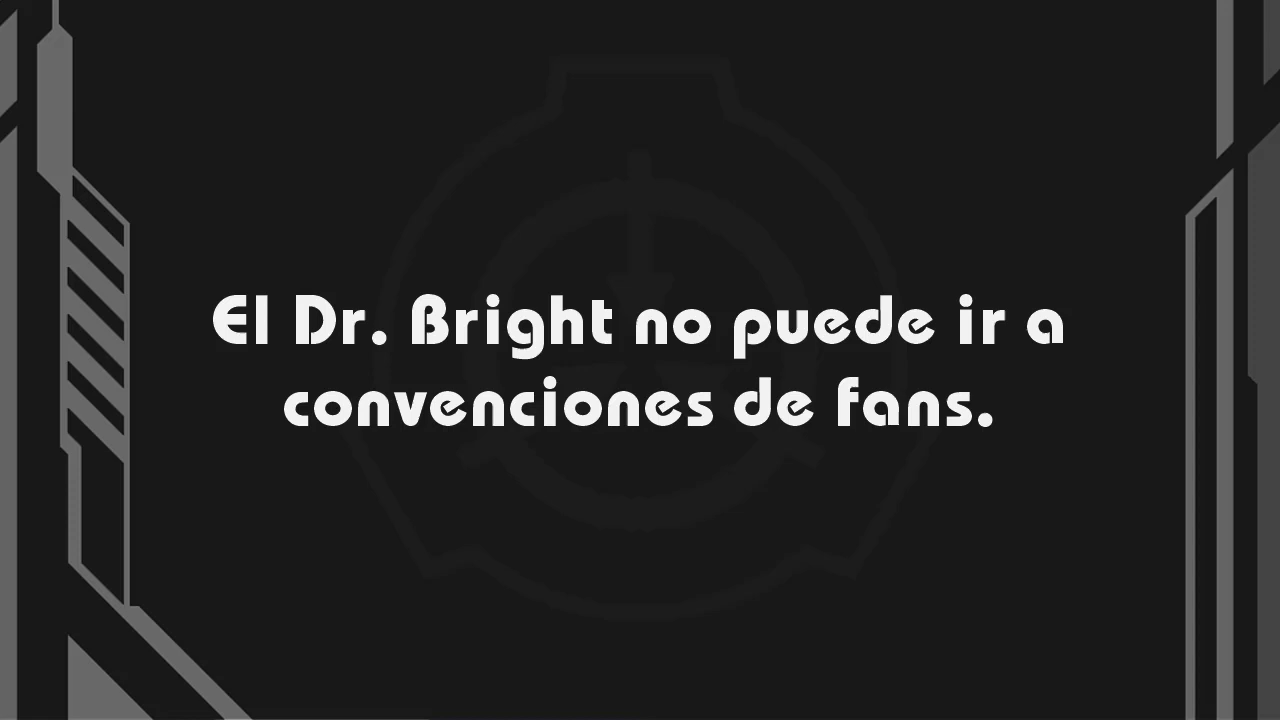 El Dr. Bright no puede ir a
convenciones de fans.